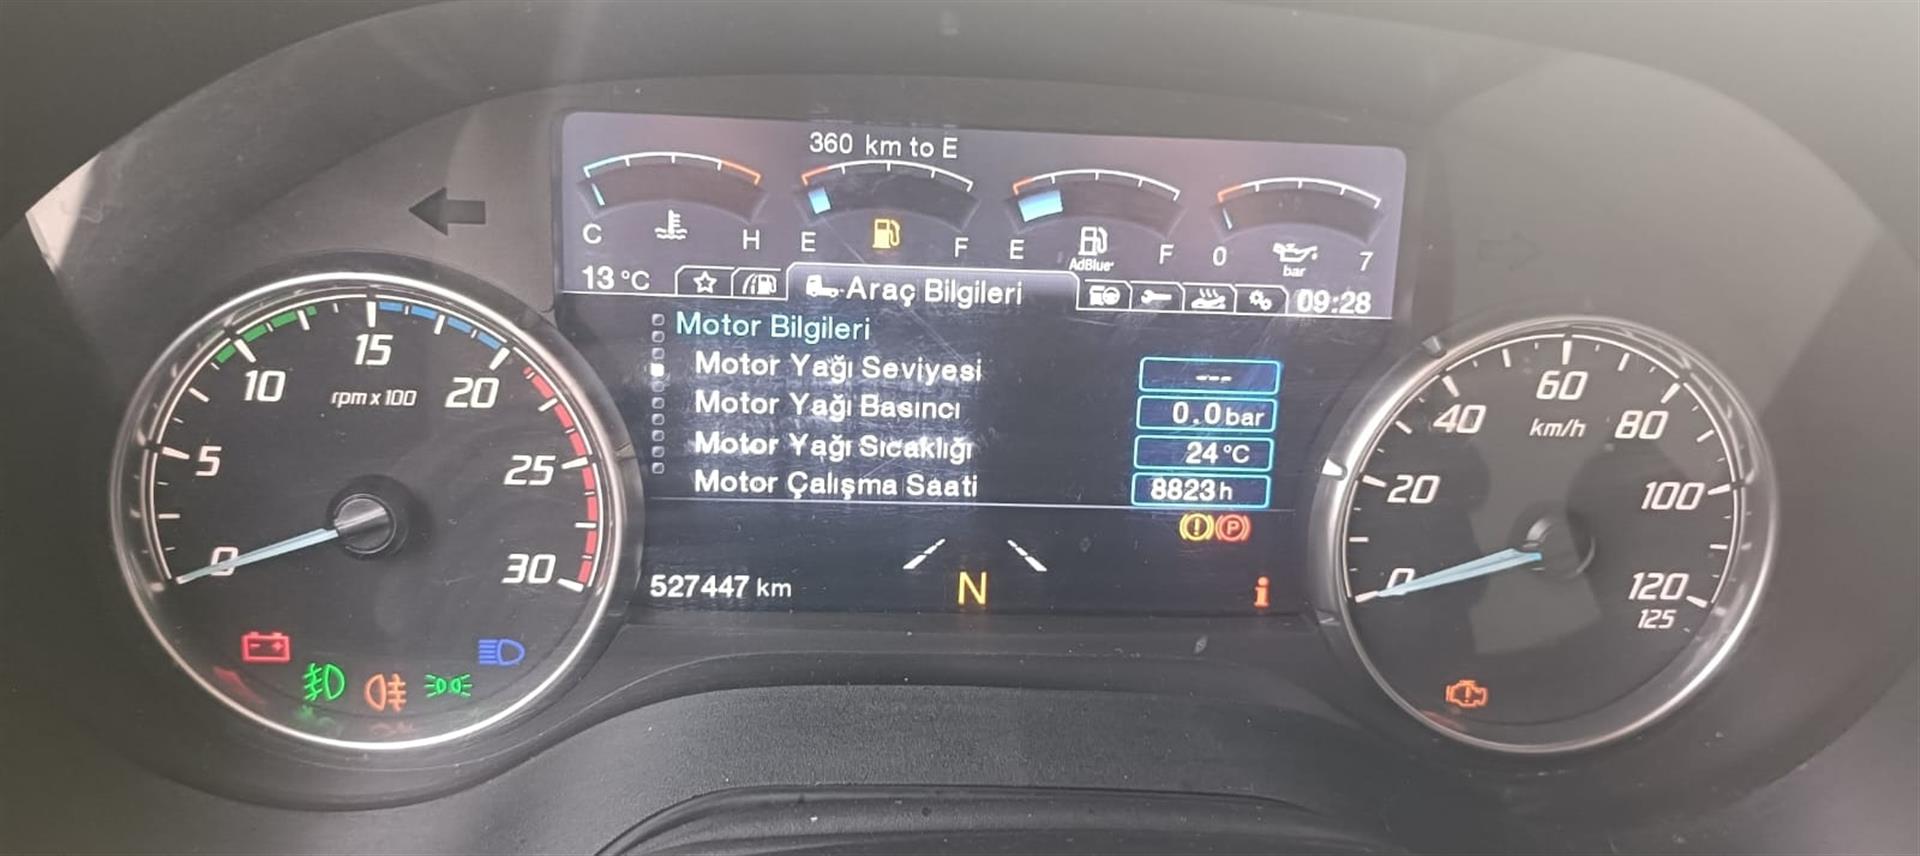 360 km to E
C H E F E F 0 7
AdBlue
bar
13 °C
Araç Bilgileri
09:28
Motor Bilgileri
Motor Yağı Seviyesi ---
Motor Yağı Basıncı 0.0 bar
Motor Yağı Sıcaklığı 24 °C
Motor Çalışma Saati 8823 h
P
527447 km
N
i
0 5 10 15 20 25 30
rpm x 100
0 20 40 60 80 100 120
125
km/h